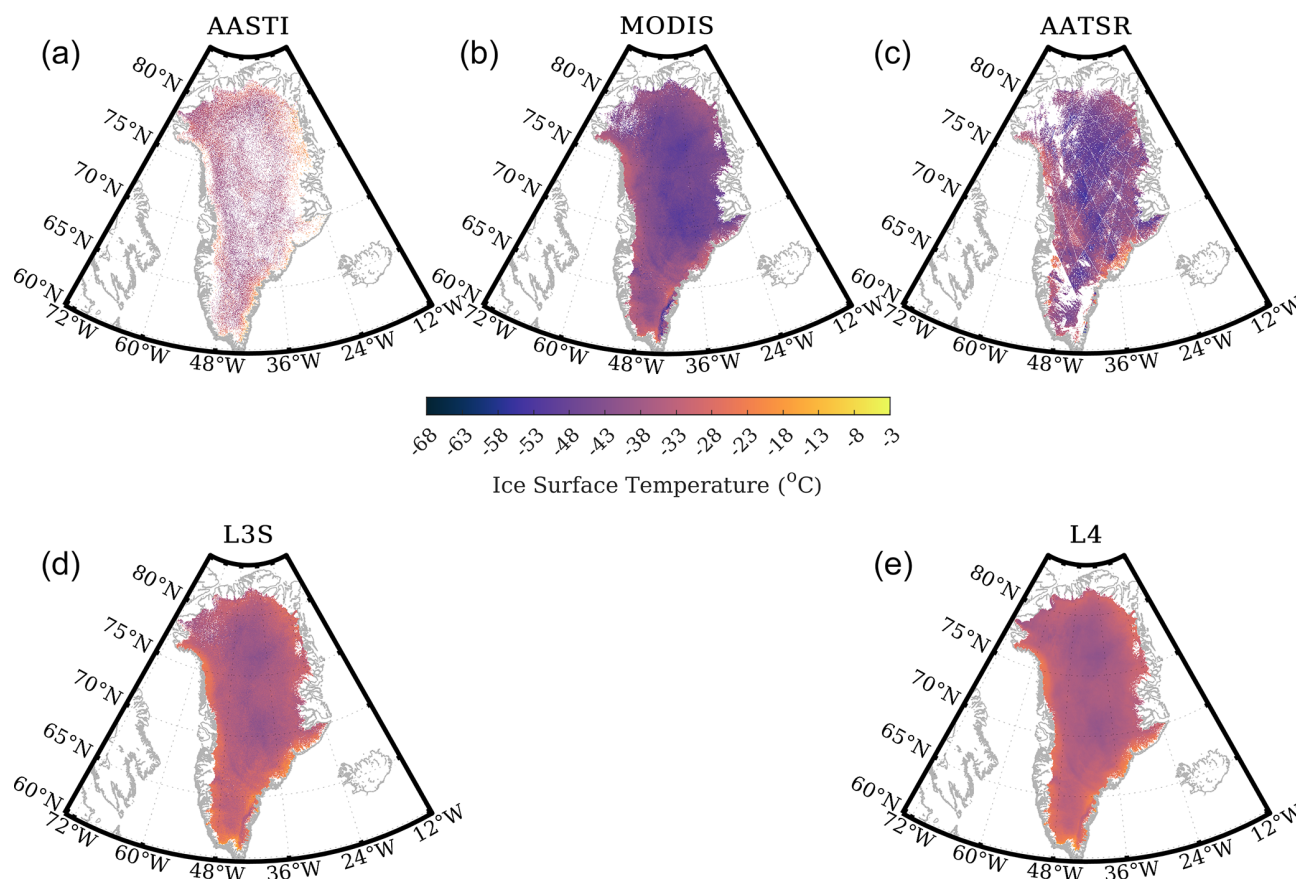 AASTI MODIS AATSR
(a) (b) (c)
80°N 80°N 80°N
75°N 75°N 75°N
70°N 70°N 70°N
65°N 65°N 65°N
60°N 60°N 60°N
72°W 60°W 48°W 36°W 24°W 12°W 72°W 60°W 48°W 36°W 24°W 12°W 72°W 60°W 48°W 36°W 24°W 12°W
-68 -63 -58 -53 -48 -43 -38 -33 -28 -23 -18 -13 -8 -3
Ice Surface Temperature (°C)
L3S L4
(d) (e)
80°N 80°N
75°N 75°N
70°N 70°N
65°N 65°N
60°N 60°N
72°W 60°W 48°W 36°W 24°W 12°W 72°W 60°W 48°W 36°W 24°W 12°W